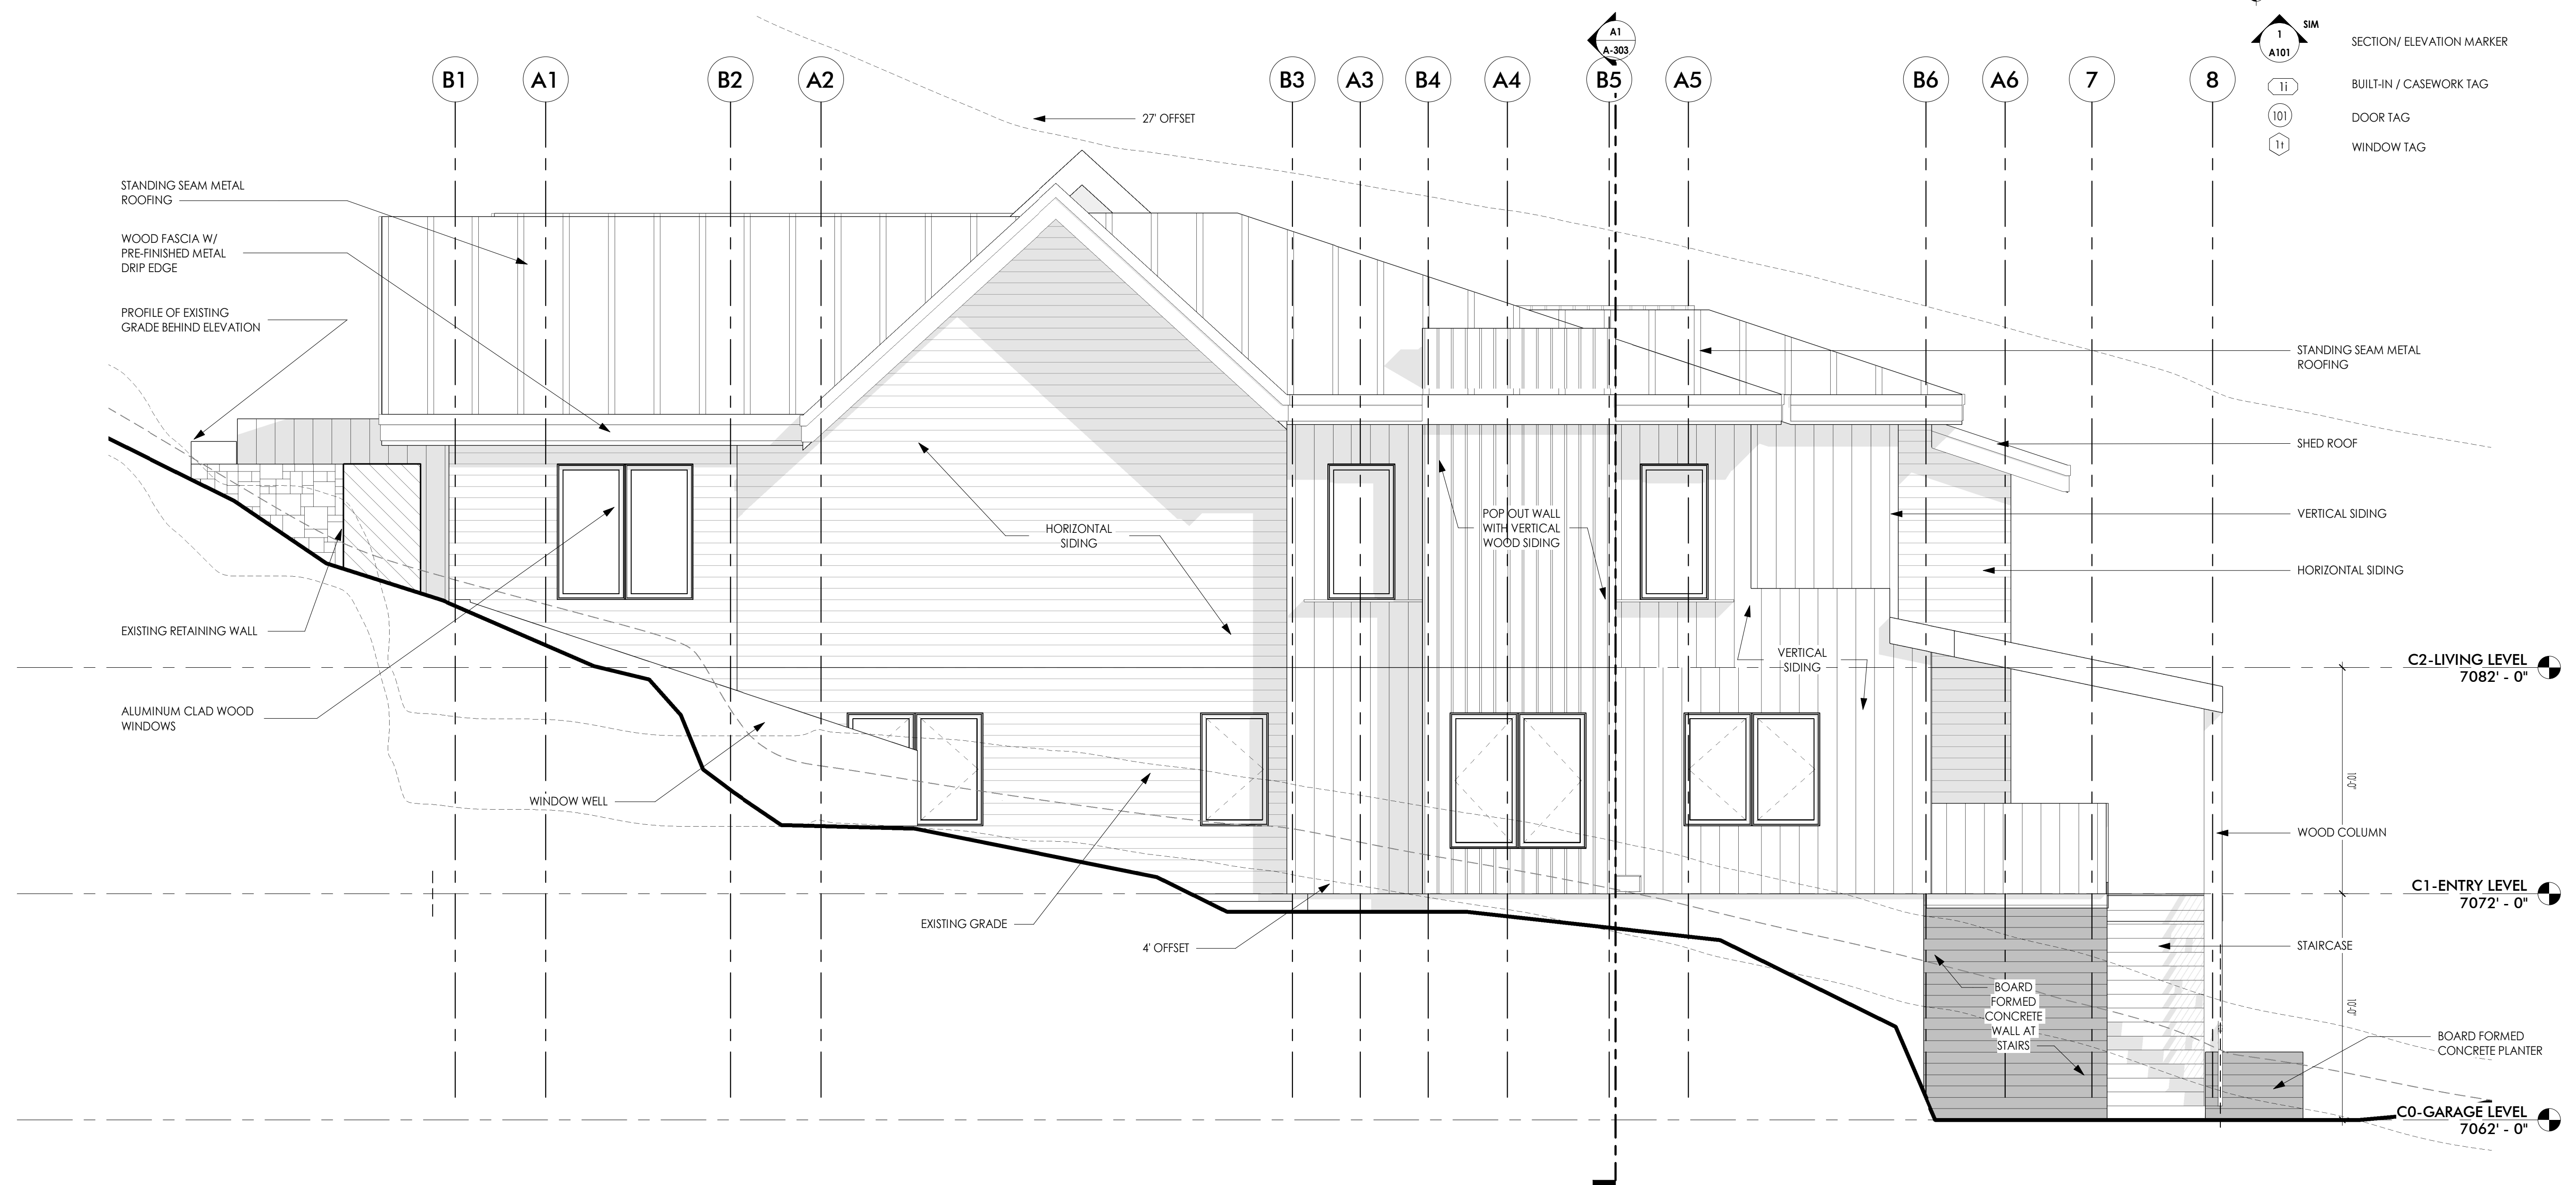 SIM
1
A101
SECTION/ ELEVATION MARKER
1i
BUILT-IN / CASEWORK TAG
101
DOOR TAG
1t
WINDOW TAG
A1
A-303
B1
A1
B2
A2
B3
A3
B4
A4
B5
A5
B6
A6
7
8
27' OFFSET
STANDING SEAM METAL
ROOFING
WOOD FASCIA W/
PRE-FINISHED METAL
DRIP EDGE
PROFILE OF EXISTING
GRADE BEHIND ELEVATION
EXISTING RETAINING WALL
ALUMINUM CLAD WOOD
WINDOWS
WINDOW WELL
HORIZONTAL
SIDING
EXISTING GRADE
4' OFFSET
POP OUT WALL
WITH VERTICAL
WOOD SIDING
VERTICAL
SIDING
STANDING SEAM METAL
ROOFING
SHED ROOF
VERTICAL SIDING
HORIZONTAL SIDING
C2-LIVING LEVEL
7082' - 0"
10'-0"
WOOD COLUMN
C1-ENTRY LEVEL
7072' - 0"
STAIRCASE
BOARD
FORMED
CONCRETE
WALL AT
STAIRS
10'-0"
BOARD FORMED
CONCRETE PLANTER
C0-GARAGE LEVEL
7062' - 0"